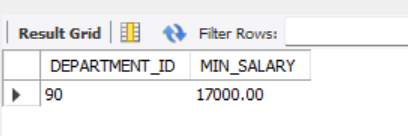 Result Grid Filter Rows:
DEPARTMENT_ID MIN_SALARY
90 17000.00